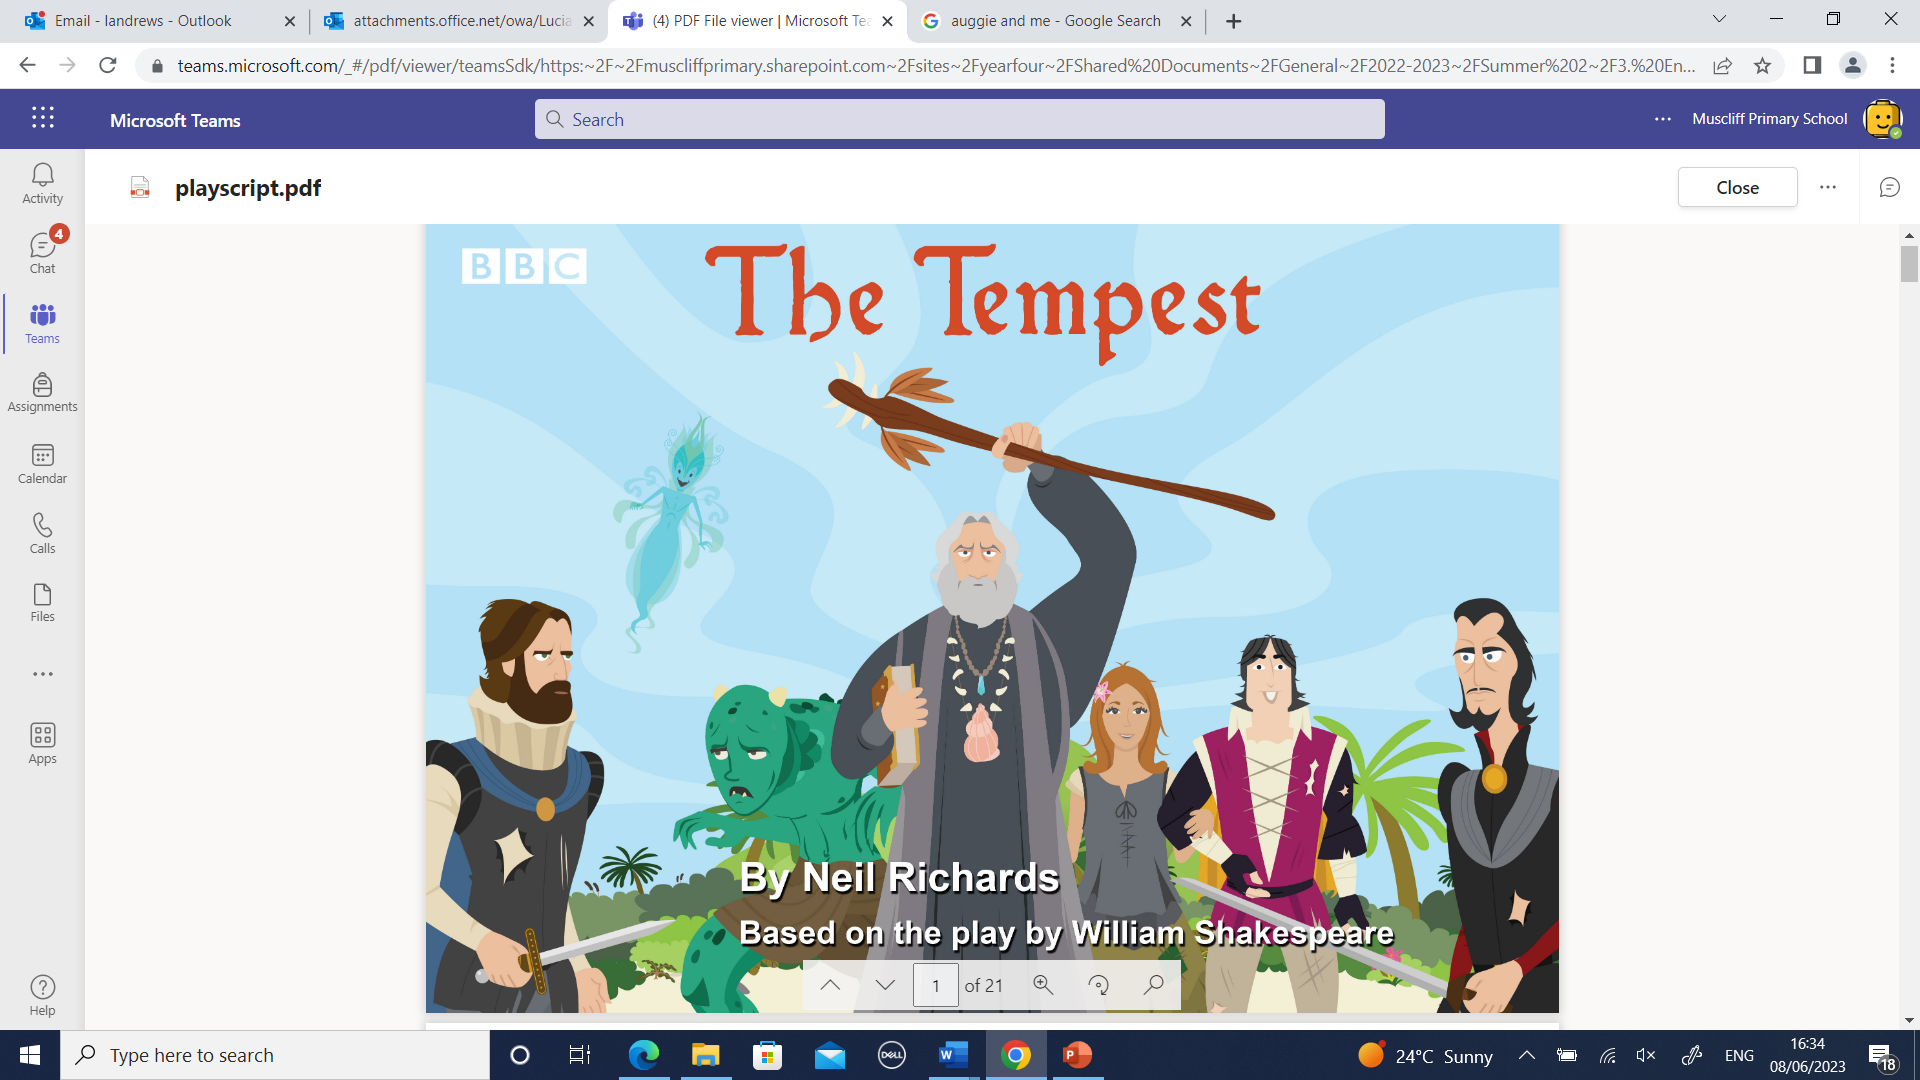 Email - landrews - Outlook
attachments.office.net/owa/Lucia
(4) PDF File viewer | Microsoft Tea
auggie and me - Google Search
teams.microsoft.com/_#/pdf/viewer/teamsSdk/https:~2F~2Fmuscliffprimary.sharepoint.com~2Fsites~2Fyearfour~2FShared%20Documents~2FGeneral~2F2022-2023~2FSummer%202~2F3.%20En...
Microsoft Teams
Search
Muscliff Primary School
Activity
playscript.pdf
Close
4
Chat
Teams
Assignments
Calendar
Calls
Files
Apps
Help
BBC
The Tempest
By Neil Richards
Based on the play by William Shakespeare
1 of 21
Type here to search
DELL
W
P
24°C Sunny
ENG
16:34
08/06/2023
18